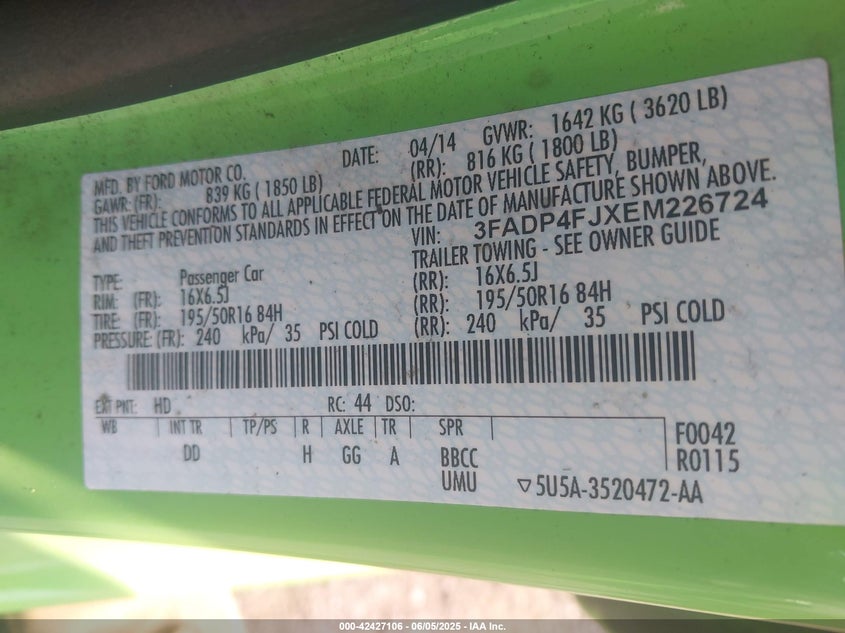 MFD. BY FORD MOTOR CO. DATE: 04/14 GVWR: 1642 KG ( 3620 LB)
GAWR: (FR): 839 KG ( 1850 LB) (RR): 816 KG ( 1800 LB)
THIS VEHICLE CONFORMS TO ALL APPLICABLE FEDERAL MOTOR VEHICLE SAFETY, BUMPER,
AND THEFT PREVENTION STANDARDS IN EFFECT ON THE DATE OF MANUFACTURE SHOWN ABOVE.
VIN: 3FADP4FJXEM226724
TRAILER TOWING - SEE OWNER GUIDE
TYPE: Passenger Car
RIM: (FR): 16X6.5J (RR): 16X6.5J
TIRE: (FR): 195/50R16 84H (RR): 195/50R16 84H
PRESSURE: (FR): 240 kPa/ 35 PSI COLD (RR): 240 kPa/ 35 PSI COLD
EXT PNT: HD RC: 44 DSO:
WB INT TR TP/PS R AXLE TR SPR
DD H GG A BBCC
UMU
F0042
R0115
▽5U5A-3520472-AA
000-42427106 - 06/05/2025 - IAA Inc.